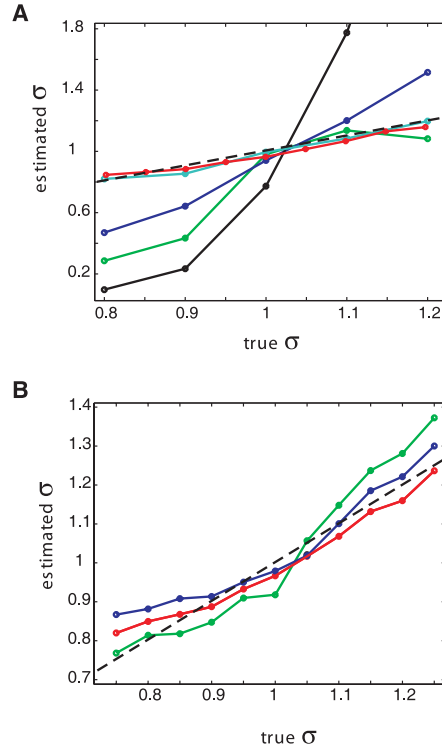 A
1.8
1.4
1
0.6
0.2
estimated σ
0.8 0.9 1 1.1 1.2
true σ
B
1.4
1.3
1.2
1.1
1
0.9
0.8
0.7
estimated σ
0.8 0.9 1 1.1 1.2
true σ